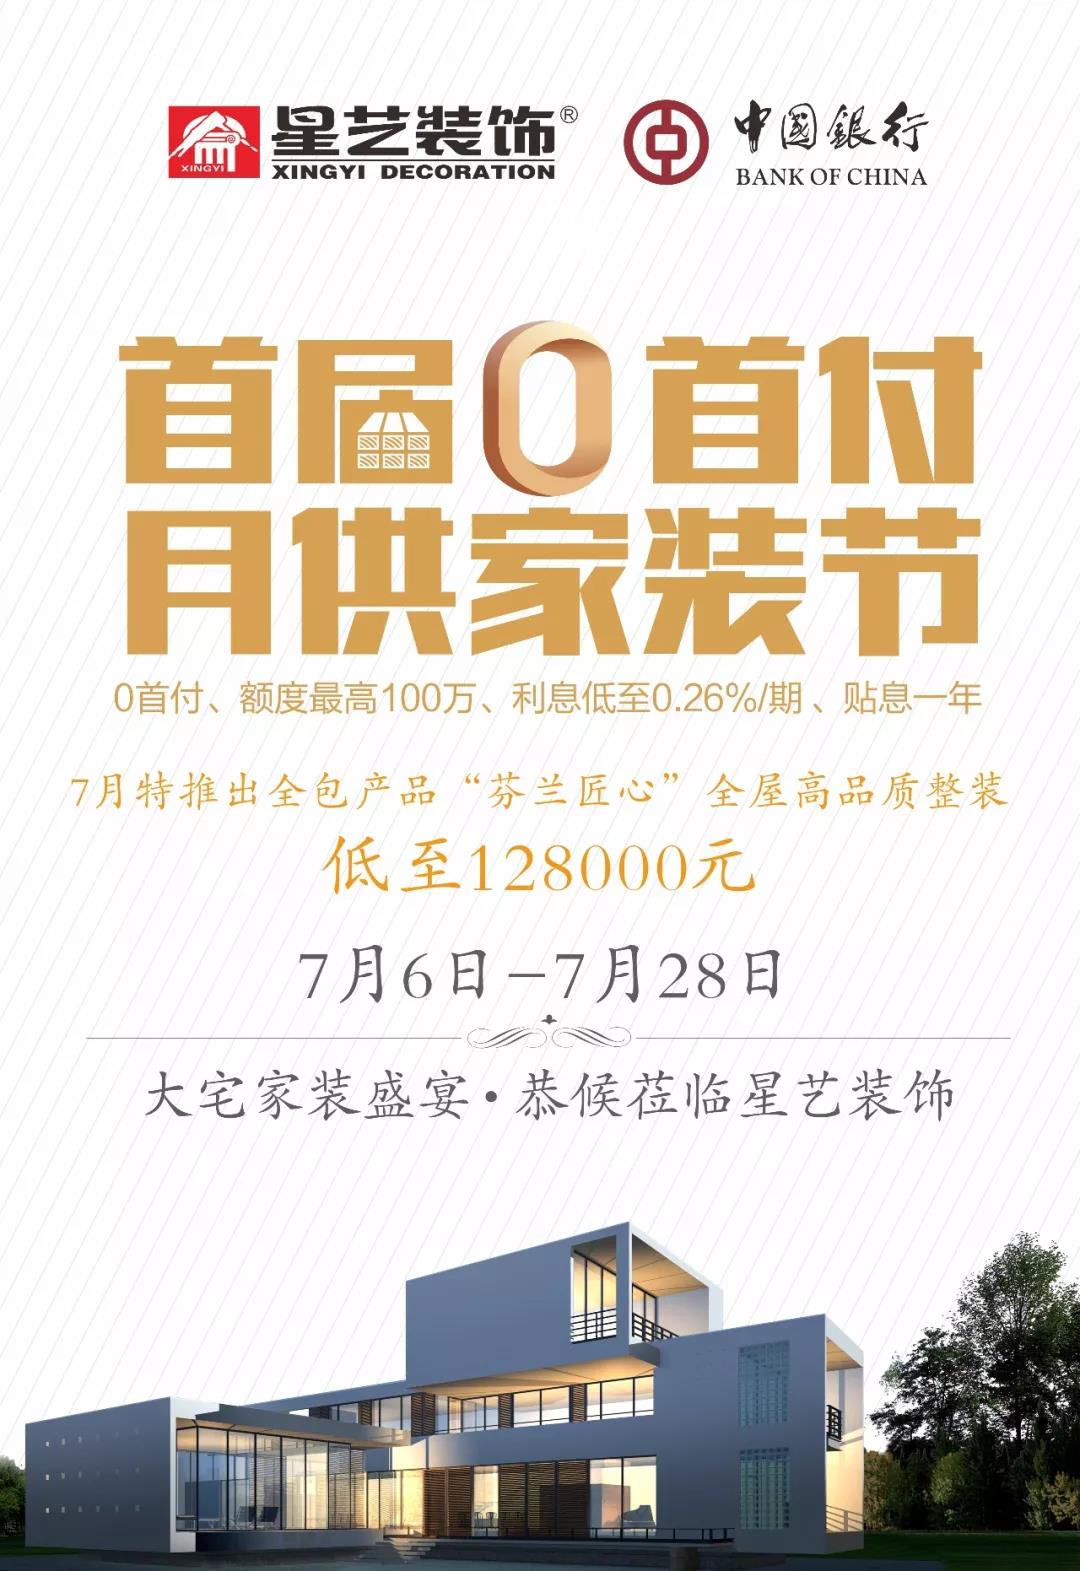 星艺装饰®
XINGYI
XINGYI DECORATION
中国銀行
BANK OF CHINA
首届0首付
月供家装节
0首付、额度最高100万、利息低至0.26%/期、贴息一年
7月特推出全包产品“芬兰匠心”全屋高品质整装
低至128000元
7月6日-7月28日
大宅家装盛宴·恭候莅临星艺装饰